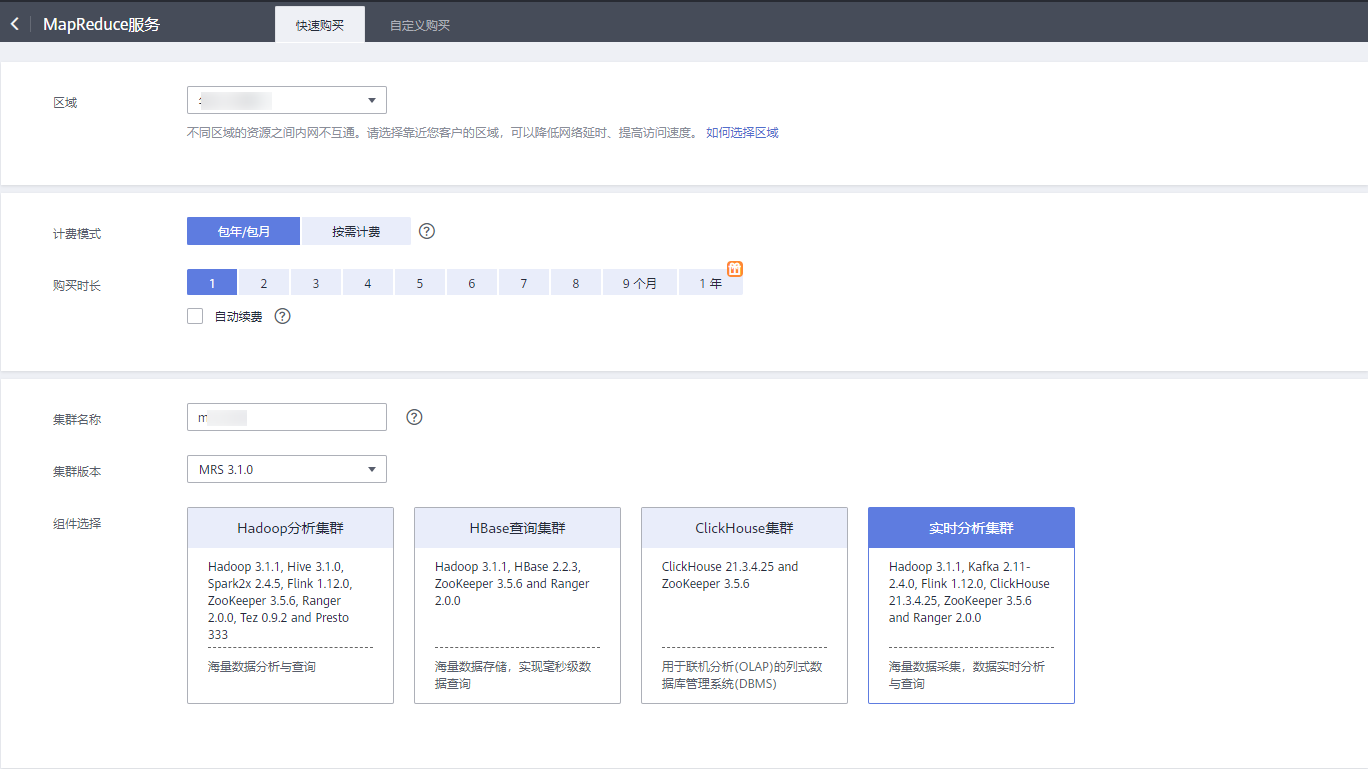 MapReduce服务
快速购买
自定义购买
区域
不同区域的资源之间内网不互通。请选择靠近您客户的区域，可以降低网络延时、提高访问速度。 如何选择区域
计费模式
包年/包月
按需计费
?
购买时长
1
2
3
4
5
6
7
8
9 个月
1 年
自动续费
?
集群名称
m
?
集群版本
MRS 3.1.0
组件选择
Hadoop分析集群
Hadoop 3.1.1, Hive 3.1.0,
Spark2x 2.4.5, Flink 1.12.0,
ZooKeeper 3.5.6, Ranger
2.0.0, Tez 0.9.2 and Presto
333
海量数据分析与查询
HBase查询集群
Hadoop 3.1.1, HBase 2.2.3,
ZooKeeper 3.5.6 and Ranger
2.0.0
海量数据存储，实现毫秒级数
据查询
ClickHouse集群
ClickHouse 21.3.4.25 and
ZooKeeper 3.5.6
用于联机分析(OLAP)的列式数
据库管理系统(DBMS)
实时分析集群
Hadoop 3.1.1, Kafka 2.11-
2.4.0, Flink 1.12.0, ClickHouse
21.3.4.25, ZooKeeper 3.5.6
and Ranger 2.0.0
海量数据采集，数据实时分析
与查询